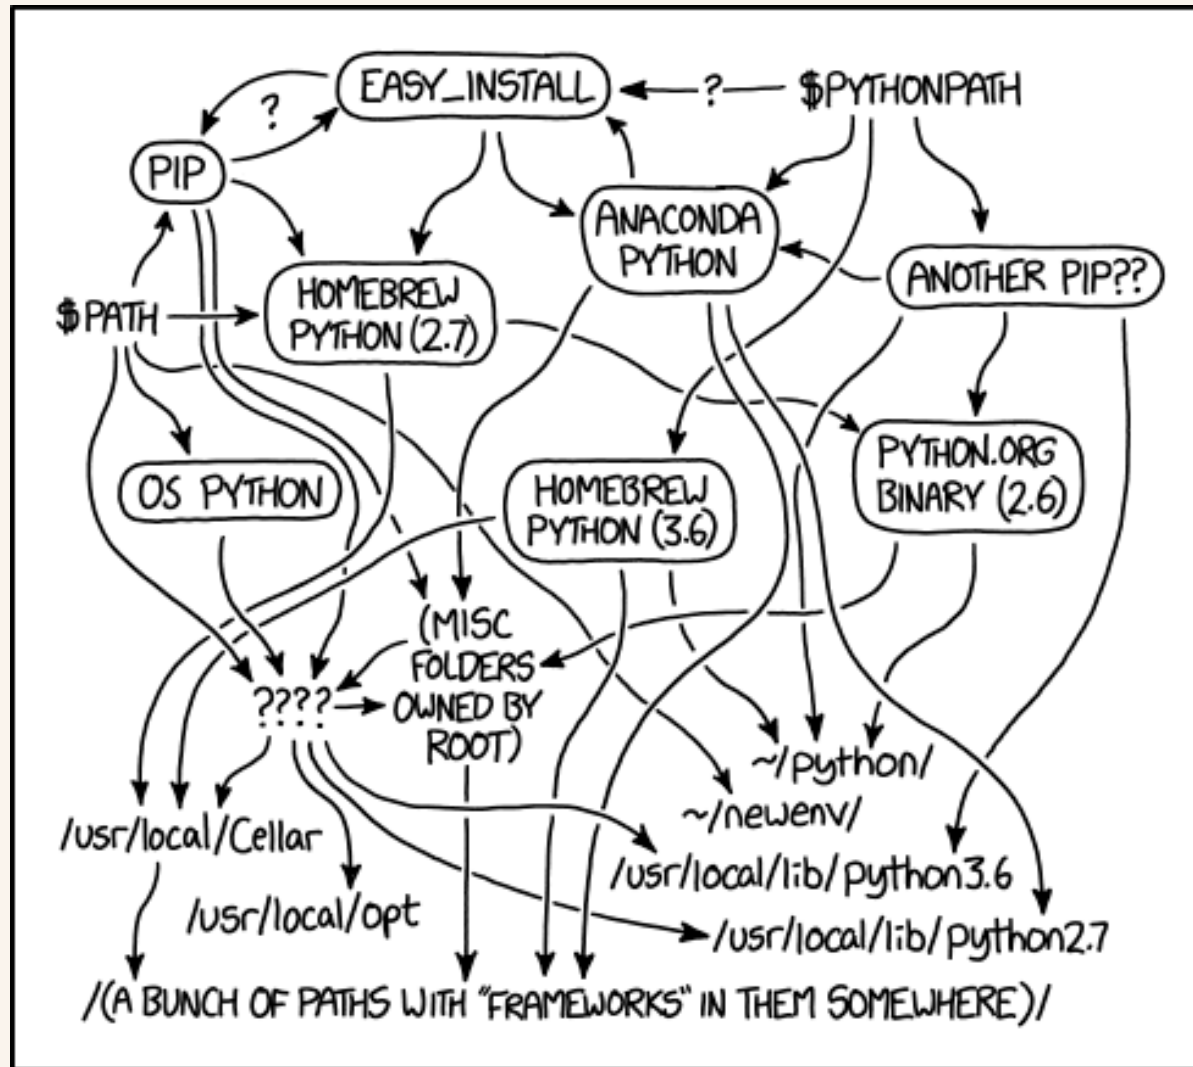 EASY_INSTALL
?
$PYTHONPATH
?
PIP
ANACONDA
PYTHON
ANOTHER PIP??
HOMEBREW
PYTHON (2.7)
$PATH
OS PYTHON
HOMEBREW
PYTHON (3.6)
PYTHON.ORG
BINARY (2.6)
(MISC
FOLDERS
OWNED BY
ROOT)
????
~/python/
~/newenv/
/usr/local/Cellar
/usr/local/lib/python3.6
/usr/local/opt
/usr/local/lib/python2.7
/(A BUNCH OF PATHS WITH "FRAMEWORKS" IN THEM SOMEWHERE)/